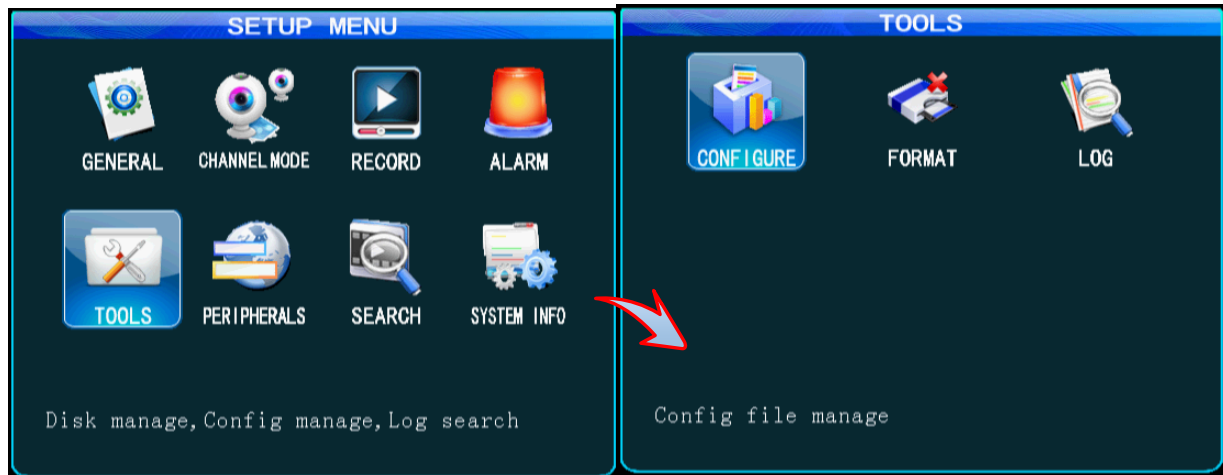 SETUP MENU
GENERAL
CHANNEL MODE
RECORD
ALARM
TOOLS
PERIPHERALS
SEARCH
SYSTEM INFO
Disk manage,Config manage,Log search
TOOLS
CONFIGURE
FORMAT
LOG
Config file manage